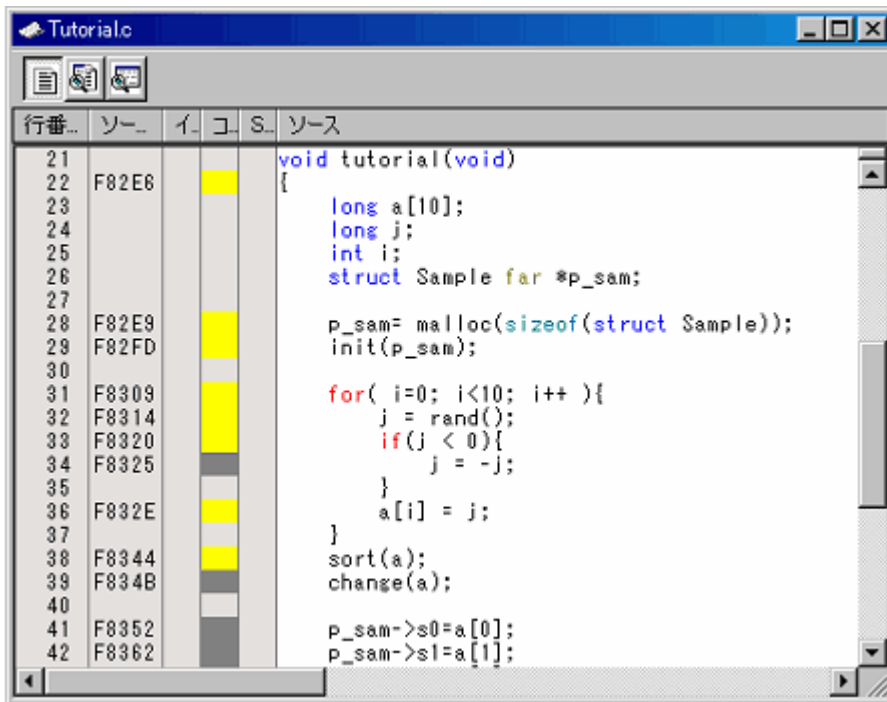 Tutorial.c
行番... ソー... イ... コ... S... ソース
21 void tutorial(void)
22 F82E6 {
23 long a[10];
24 long j;
25 int i;
26 struct Sample far *p_sam;
27
28 F82E9 p_sam= malloc(sizeof(struct Sample));
29 F82FD init(p_sam);
30
31 F8309 for( i=0; i<10; i++ ){
32 F8314 j = rand();
33 F8320 if(j < 0){
34 F8325 j = -j;
35 }
36 F832E a[i] = j;
37 }
38 F8344 sort(a);
39 F834B change(a);
40
41 F8352 p_sam->s0=a[0];
42 F8362 p_sam->s1=a[1];